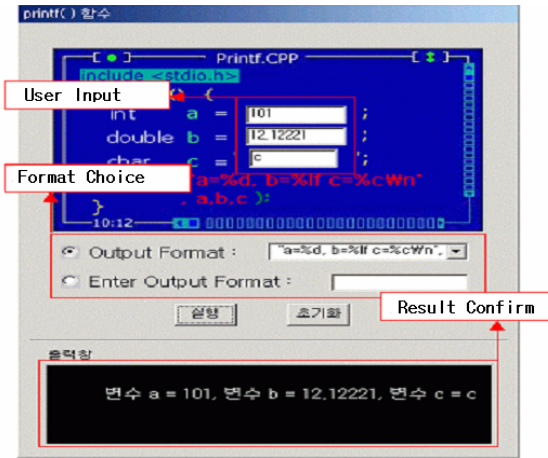 printf( ) 함수
Printf.CPP
include <stdio.h>
User Input
() {
int a = 101 ;
double b = 12,12221 ;
char c = ' c ';
Format Choice
"a=%d, b=%lf c=%c₩n"
, a,b,c );
}
10:12
Output Format : "a=%d, b=%lf c=%c₩n",
Enter Output Format :
실행 초기화
Result Confirm
출력창
변수 a = 101, 변수 b = 12,12221, 변수 c = c